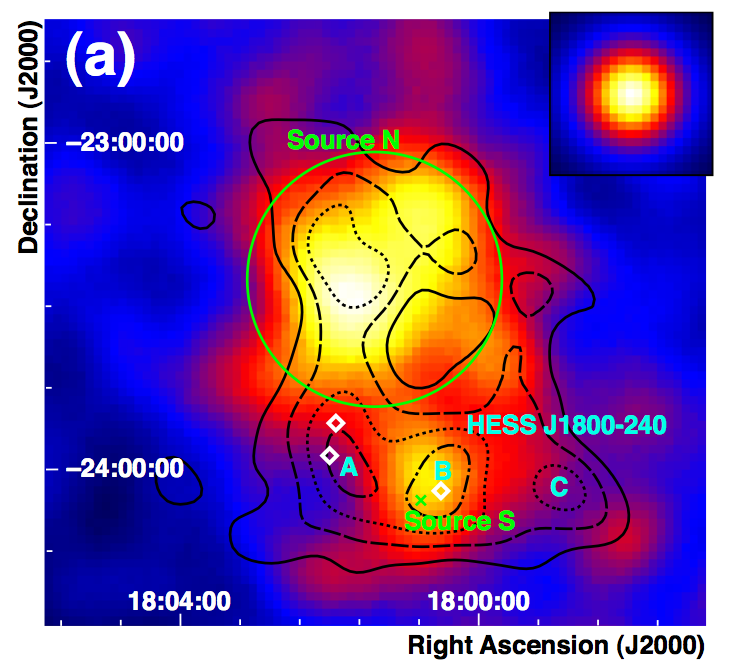 (a)
Declination (J2000)
−23:00:00
Source N
HESS J1800-240
−24:00:00
A
B
C
Source S
18:04:00
18:00:00
Right Ascension (J2000)